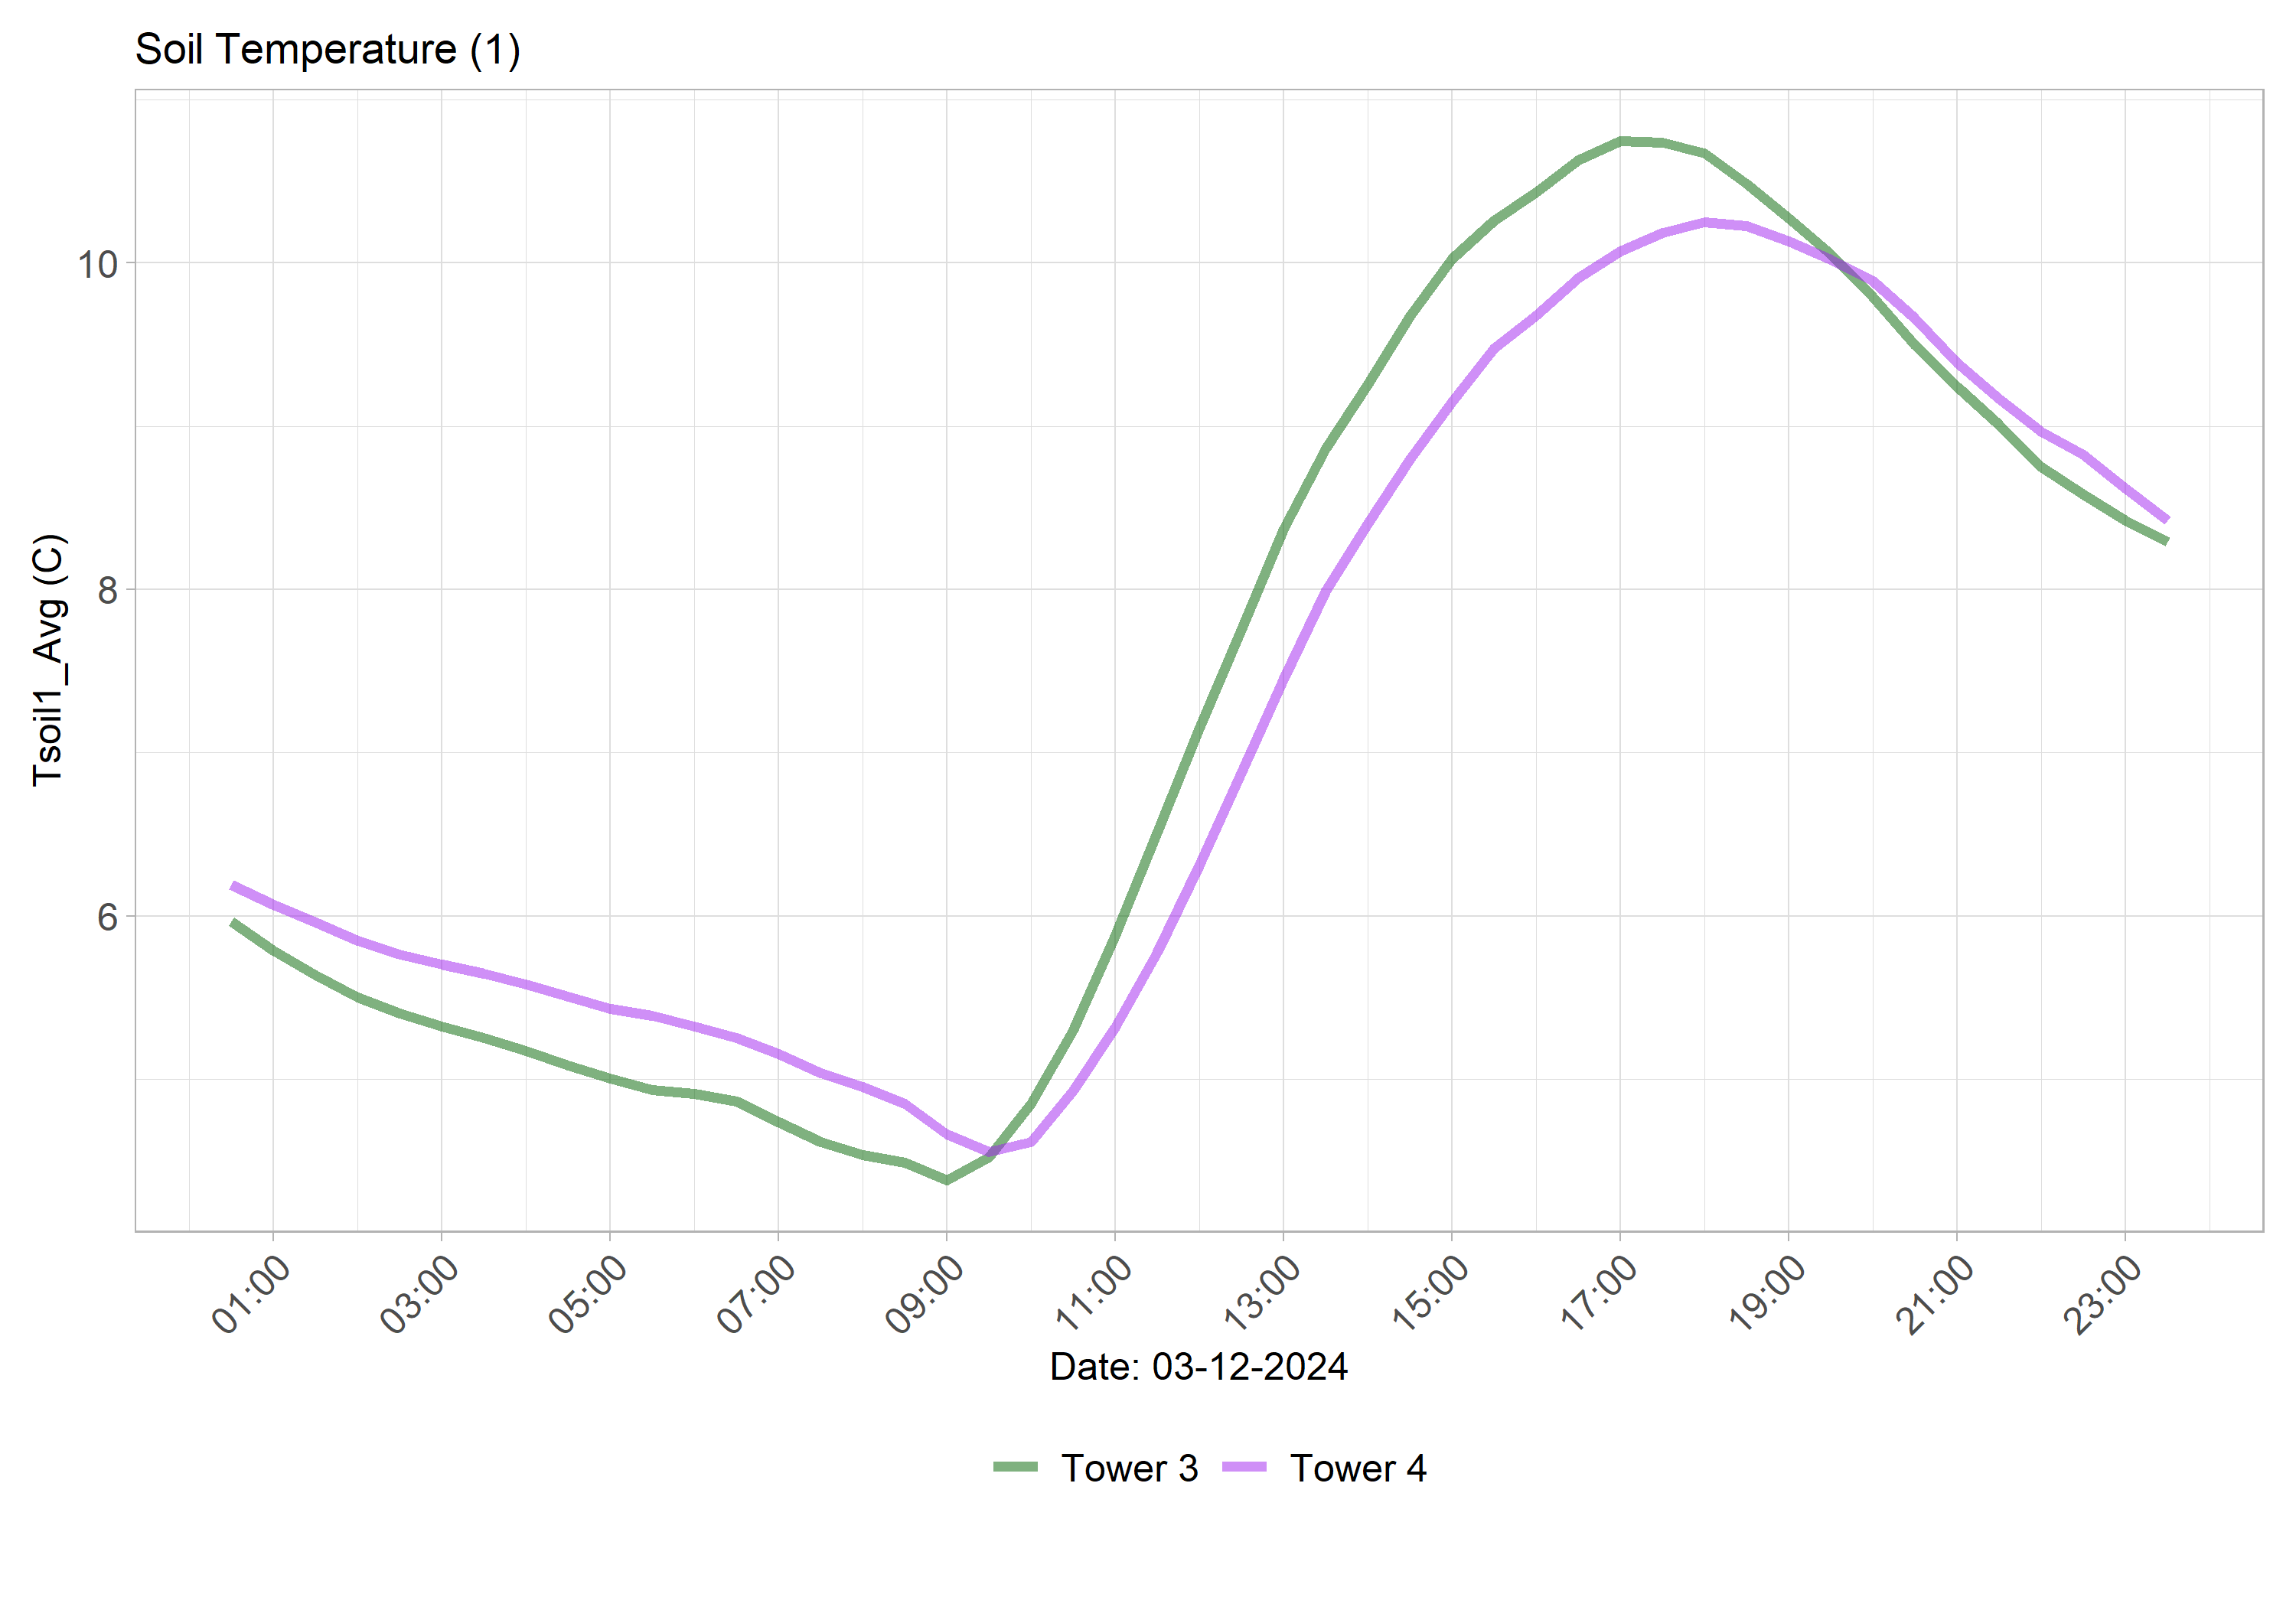 Soil Temperature (1)
Tsoil1_Avg (C)
10
8
6
01:00 03:00 05:00 07:00 09:00 11:00 13:00 15:00 17:00 19:00 21:00 23:00
Date: 03-12-2024
Tower 3 Tower 4